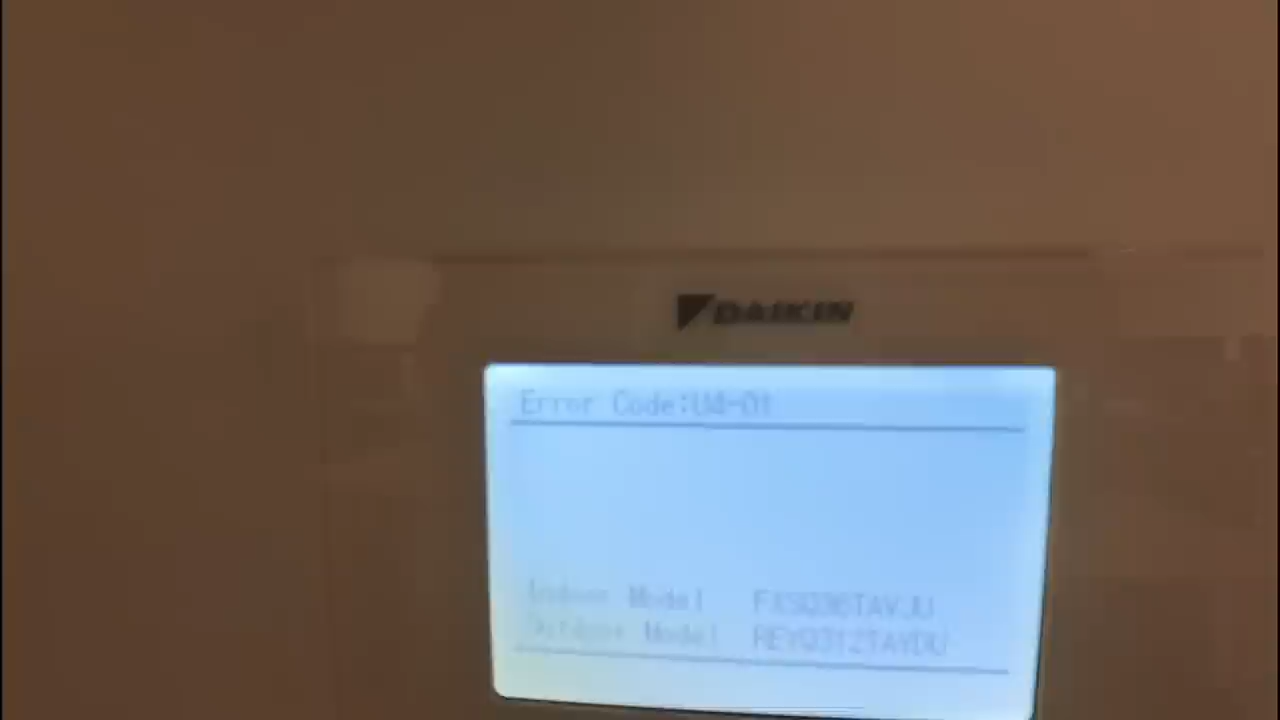 DAIKIN
Error Code:U4-01
Indoor Model FXSQ36TAVJU
Outdoor Model REYQ312TAYDU